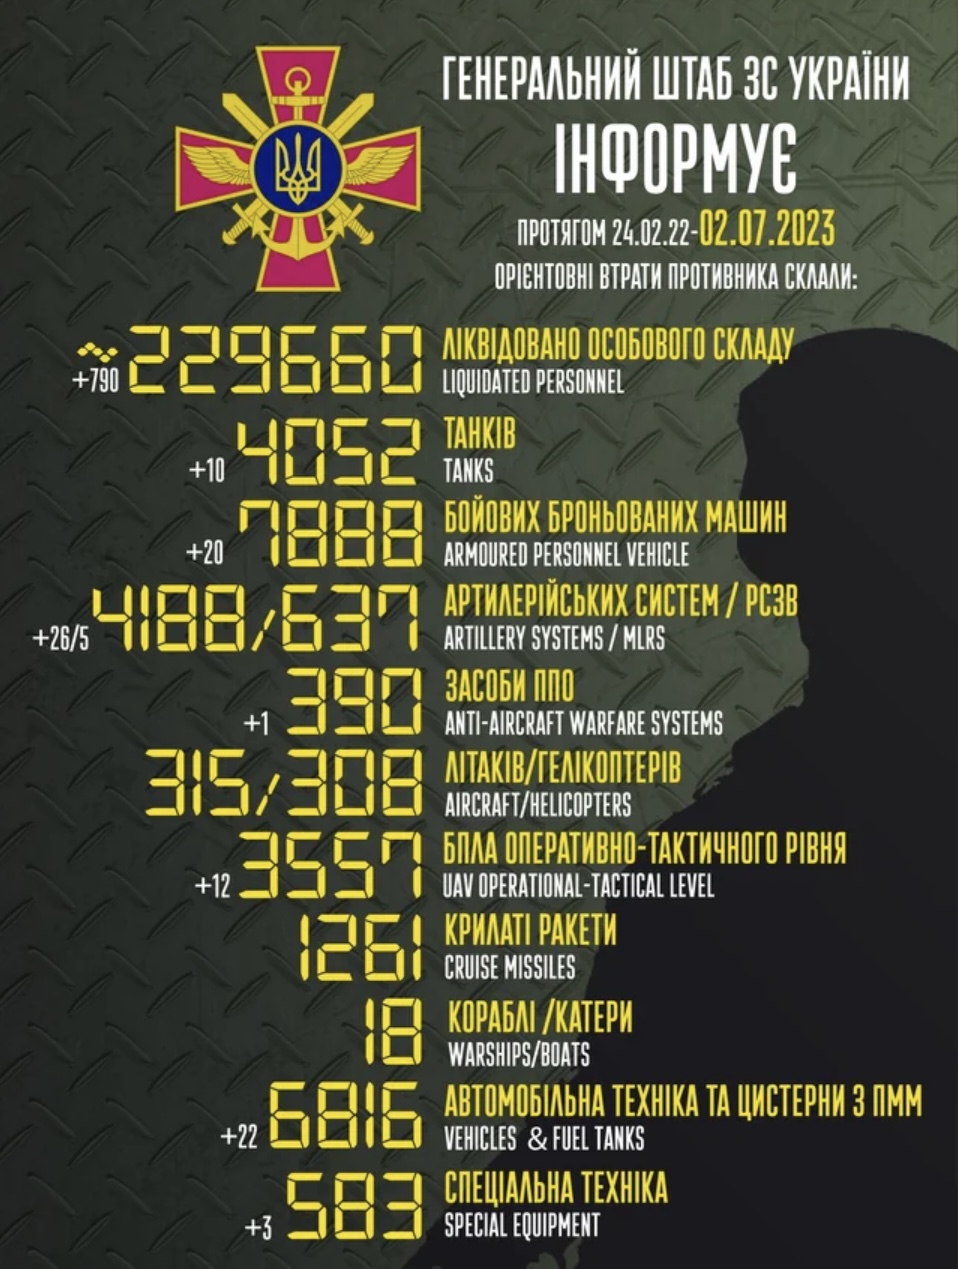 ГЕНЕРАЛЬНИЙ ШТАБ ЗС УКРАЇНИ
ІНФОРМУЄ
ПРОТЯГОМ 24.02.22-02.07.2023
ОРІЄНТОВНІ ВТРАТИ ПРОТИВНИКА СКЛАЛИ:
≈229660 ЛІКВІДОВАНО ОСОБОВОГО СКЛАДУ
+790 LIQUIDATED PERSONNEL
4052 ТАНКІВ
+10 TANKS
7888 БОЙОВИХ БРОНЬОВАНИХ МАШИН
+20 ARMOURED PERSONNEL VEHICLE
4188/637 АРТИЛЕРІЙСЬКИХ СИСТЕМ / РСЗВ
+26/5 ARTILLERY SYSTEMS / MLRS
390 ЗАСОБИ ППО
+1 ANTI-AIRCRAFT WARFARE SYSTEMS
315/308 ЛІТАКІВ/ГЕЛІКОПТЕРІВ
AIRCRAFT/HELICOPTERS
3557 БПЛА ОПЕРАТИВНО-ТАКТИЧНОГО РІВНЯ
+12 UAV OPERATIONAL-TACTICAL LEVEL
1261 КРИЛАТІ РАКЕТИ
CRUISE MISSILES
18 КОРАБЛІ /КАТЕРИ
WARSHIPS/BOATS
6816 АВТОМОБІЛЬНА ТЕХНІКА ТА ЦИСТЕРНИ З ПММ
+22 VEHICLES & FUEL TANKS
583 СПЕЦІАЛЬНА ТЕХНІКА
+3 SPECIAL EQUIPMENT